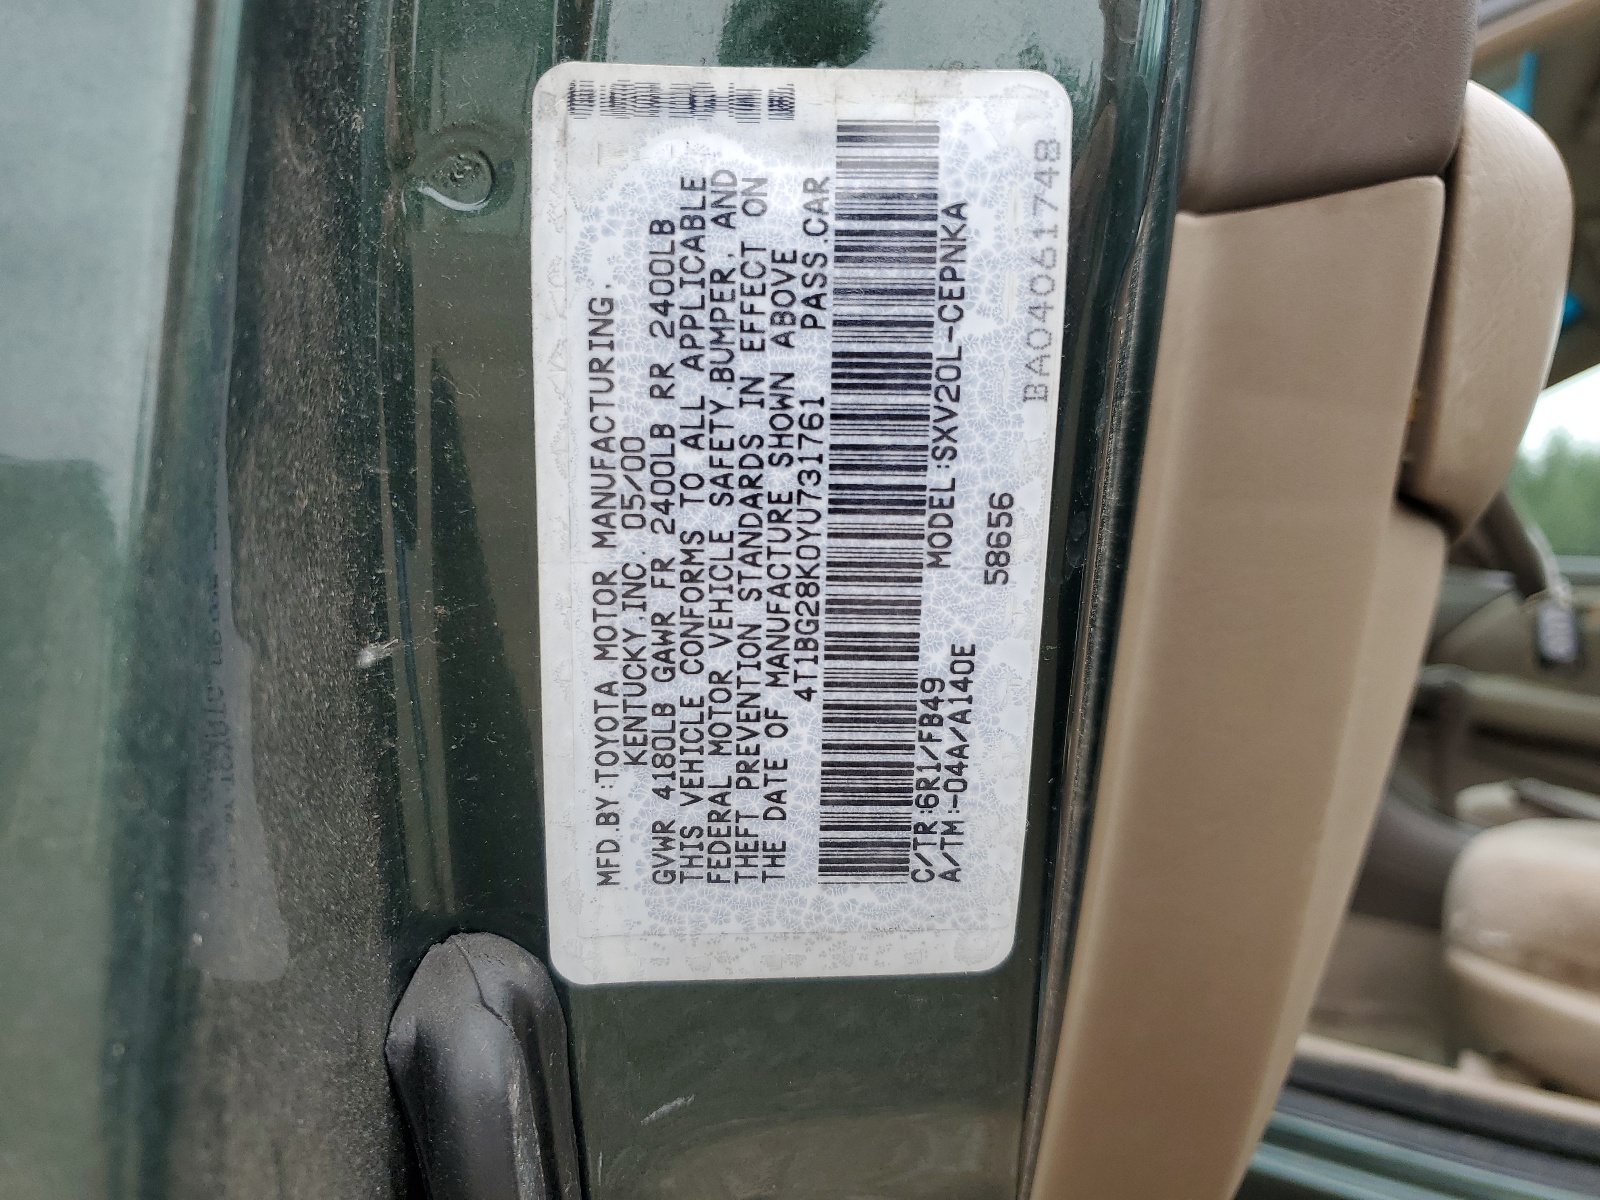 MFD.BY:TOYOTA MOTOR MANUFACTURING.
KENTUCKY,INC. 05/00
GVWR 4180LB GAWR FR 2400LB RR 2400LB
THIS VEHICLE CONFORMS TO ALL APPLICABLE
FEDERAL MOTOR VEHICLE SAFETY.BUMPER, AND
THEFT PREVENTION STANDARDS IN EFFECT ON
THE DATE OF MANUFACTURE SHOWN ABOVE
4T1BG28K0YU731761 PASS.CAR
C/TR:6R1/FB49 MODEL:SXV20L-CEPNKA
A/TM:-04A/A140E
58656
BA040617748